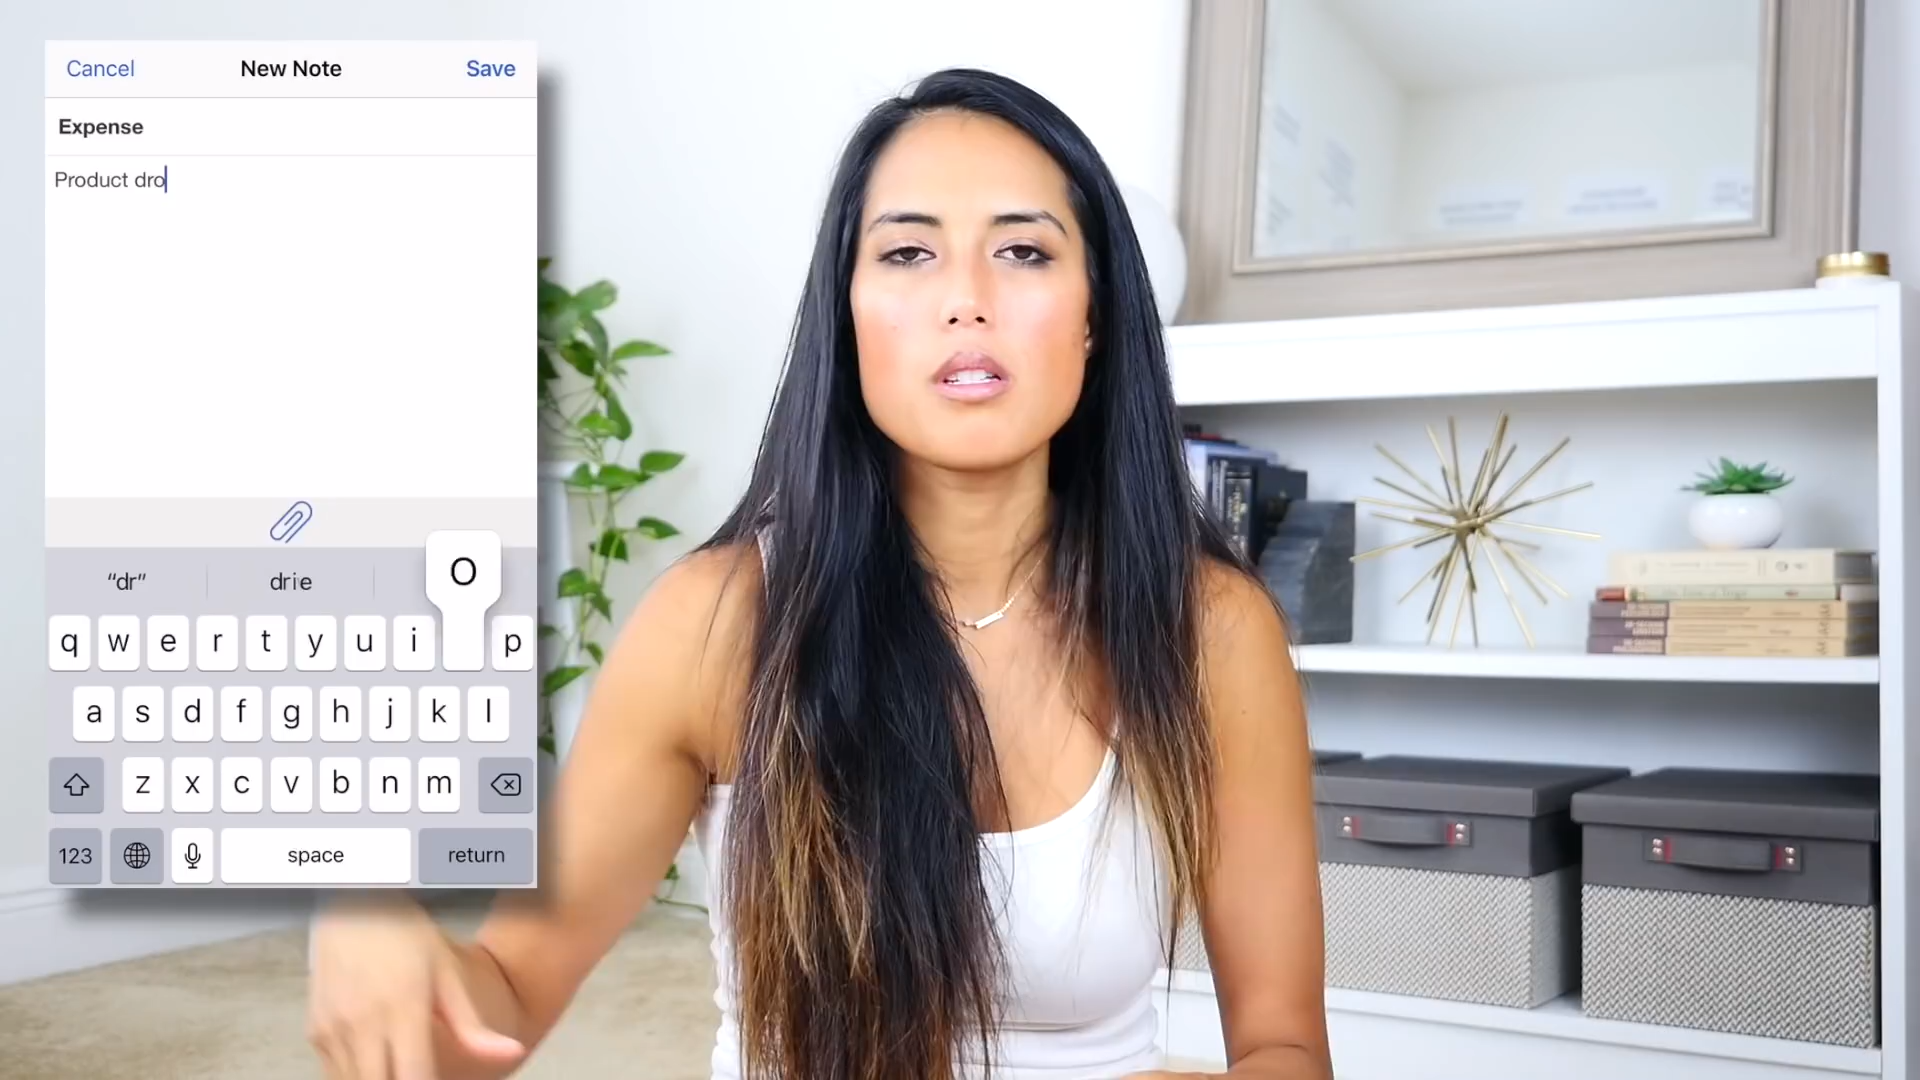 Cancel New Note Save
Expense
Product dro
"dr" drie
O
q w e r t y u i p
a s d f g h j k l
z x c v b n m
123 space return